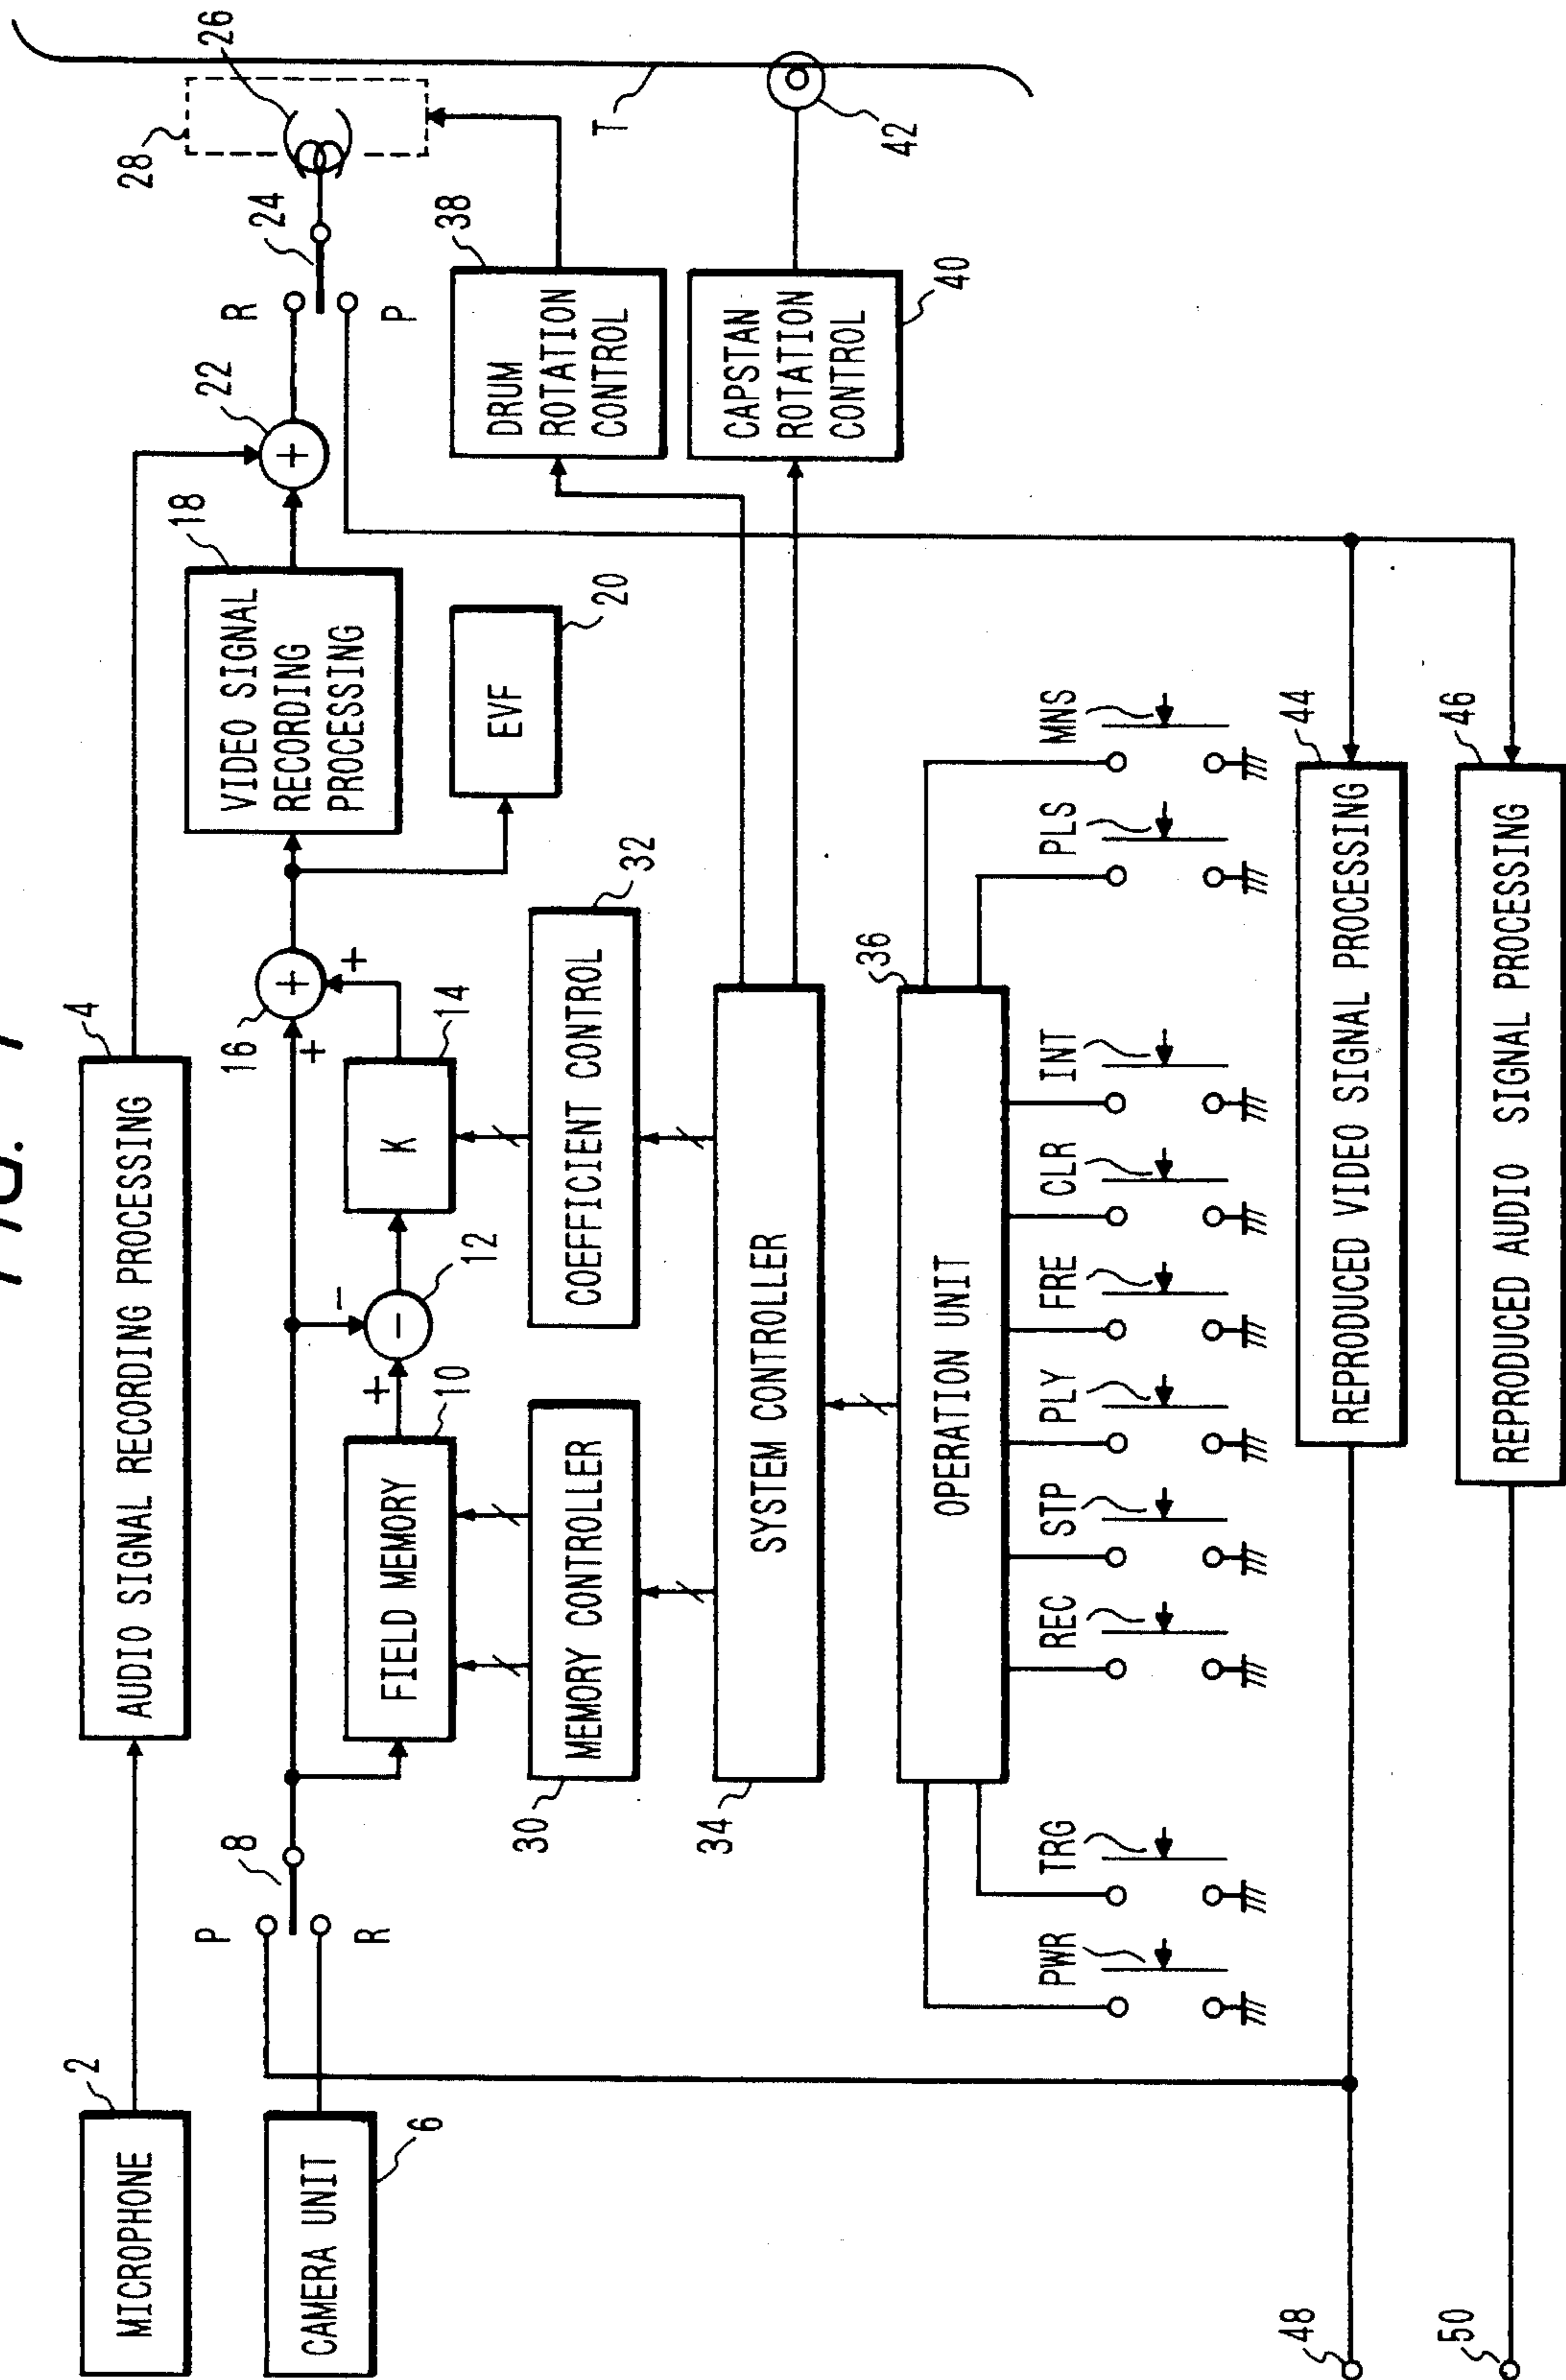 FIG. 1
MICROPHONE
2
AUDIO SIGNAL RECORDING PROCESSING
4
CAMERA UNIT
6
P
R
8
FIELD MEMORY
10
+
-
-
12
K
14
16
+
+
+
VIDEO SIGNAL
RECORDING
PROCESSING
18
EVF
20
+
22
R
P
24
26
28
T
MEMORY CONTROLLER
30
COEFFICIENT CONTROL
32
DRUM
ROTATION
CONTROL
38
CAPSTAN
ROTATION
CONTROL
40
42
SYSTEM CONTROLLER
34
OPERATION UNIT
36
PWR
TRG
REC
STP
PLY
FRE
CLR
INT
PLS
MNS
REPRODUCED VIDEO SIGNAL PROCESSING
44
REPRODUCED AUDIO SIGNAL PROCESSING
46
48
50